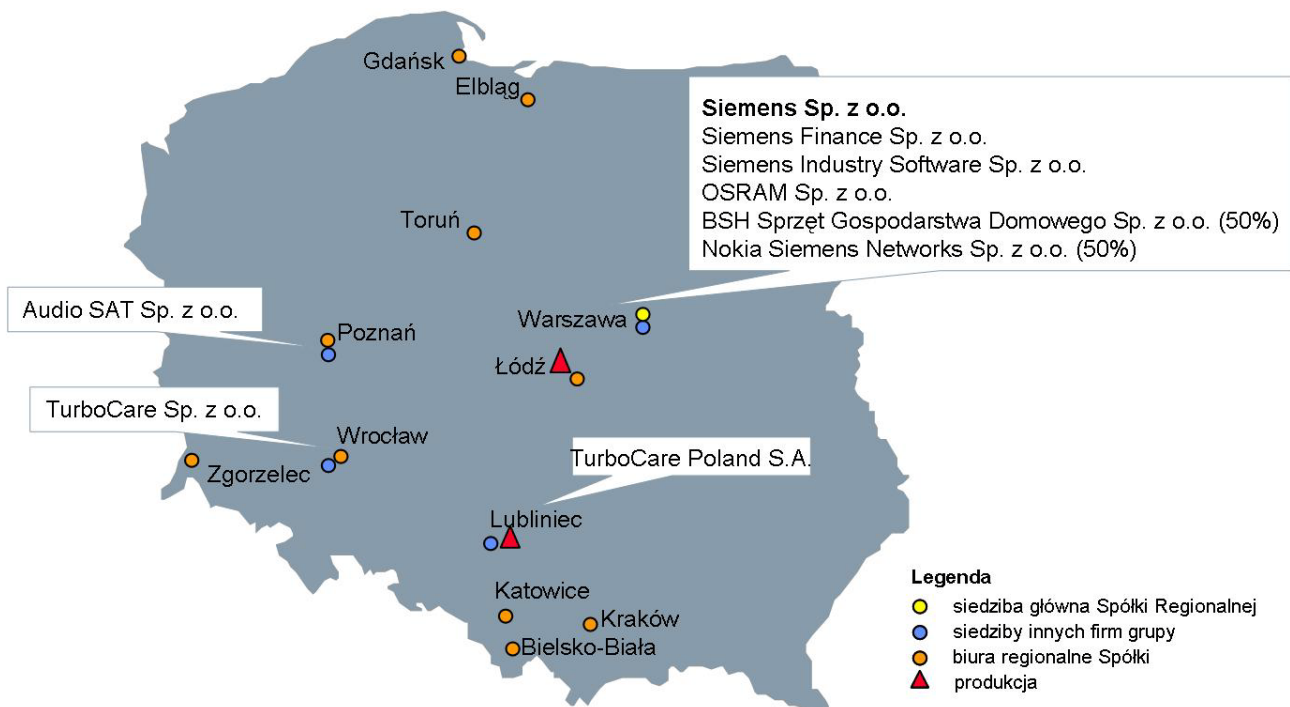 Gdańsk
Elbląg
Siemens Sp. z o.o.
Siemens Finance Sp. z o.o.
Siemens Industry Software Sp. z o.o.
OSRAM Sp. z o.o.
BSH Sprzęt Gospodarstwa Domowego Sp. z o.o. (50%)
Nokia Siemens Networks Sp. z o.o. (50%)
Toruń
Audio SAT Sp. z o.o.
Poznań
Warszawa
Łódź
TurboCare Sp. z o.o.
Wrocław
Zgorzelec
TurboCare Poland S.A.
Lubliniec
Katowice
Kraków
Bielsko-Biała
Legenda
siedziba główna Spółki Regionalnej
siedziby innych firm grupy
biura regionalne Spółki
produkcja